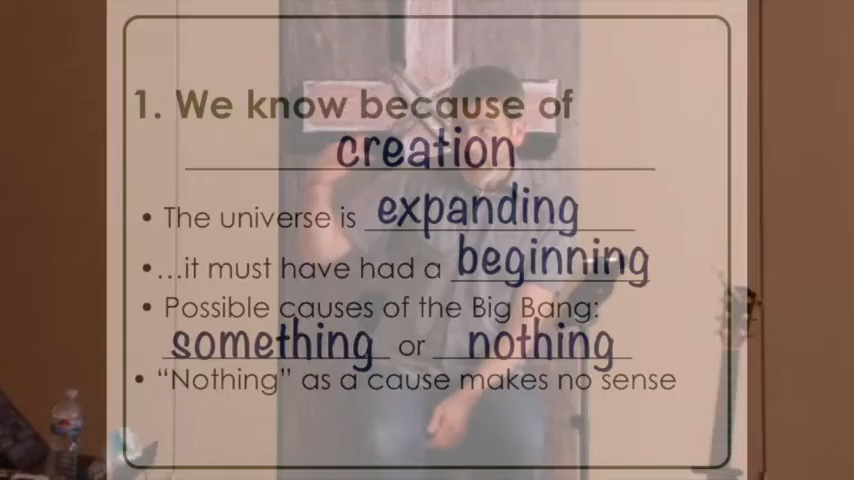 1. We know because of
creation
• The universe is expanding
•...it must have had a beginning
• Possible causes of the Big Bang:
something or nothing
• “Nothing” as a cause makes no sense